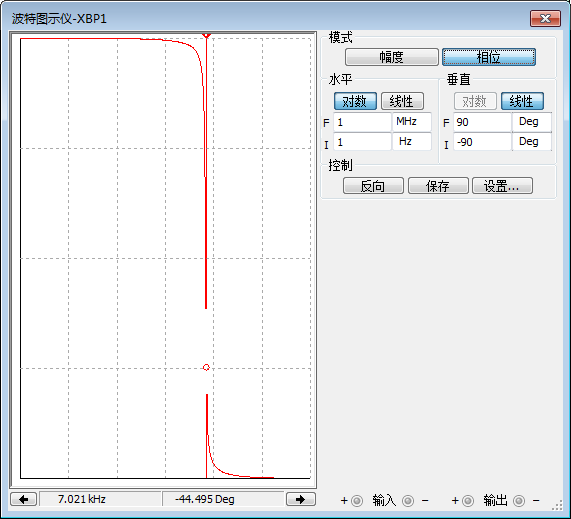 波特图示仪-XBP1
模式
幅度 相位
水平 垂直
对数 线性 对数 线性
F 1 MHz F 90 Deg
I 1 Hz I -90 Deg
控制
反向 保存 设置...
7.021 kHz -44.495 Deg
+ 输入 - + 输出 -